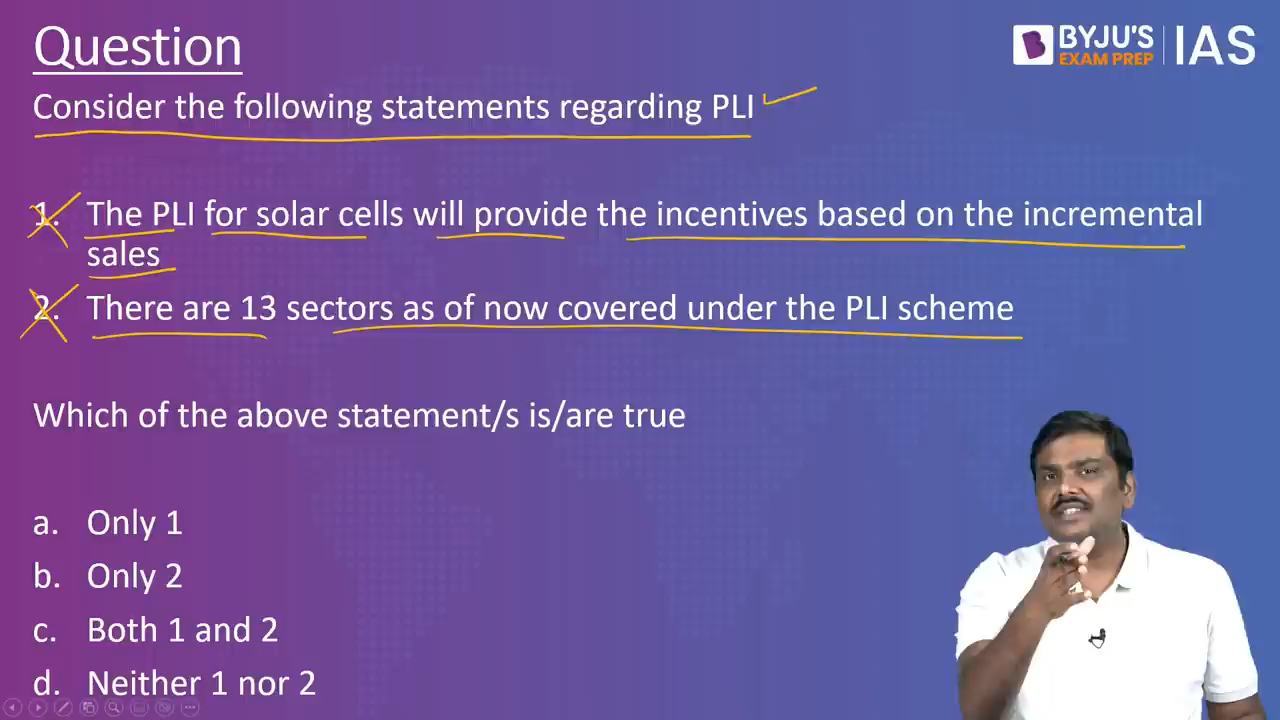 Question
BYJU'S
EXAM PREP
IAS
Consider the following statements regarding PLI
1. The PLI for solar cells will provide the incentives based on the incremental
sales
2. There are 13 sectors as of now covered under the PLI scheme
Which of the above statement/s is/are true
a. Only 1
b. Only 2
c. Both 1 and 2
d. Neither 1 nor 2